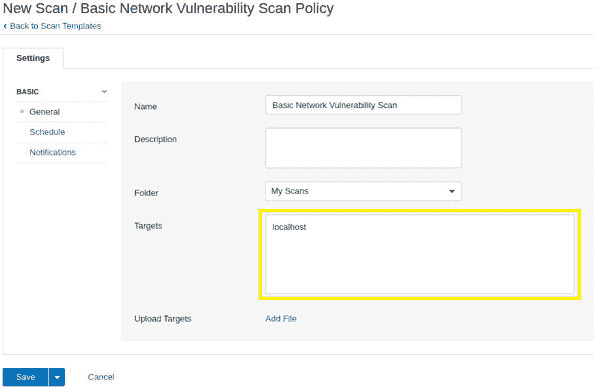 New Scan / Basic Network Vulnerability Scan Policy
Back to Scan Templates
Settings
BASIC
General
Schedule
Notifications
Name
Basic Network Vulnerability Scan
Description
Folder
My Scans
Targets
localhost
Upload Targets
Add File
Save
Cancel